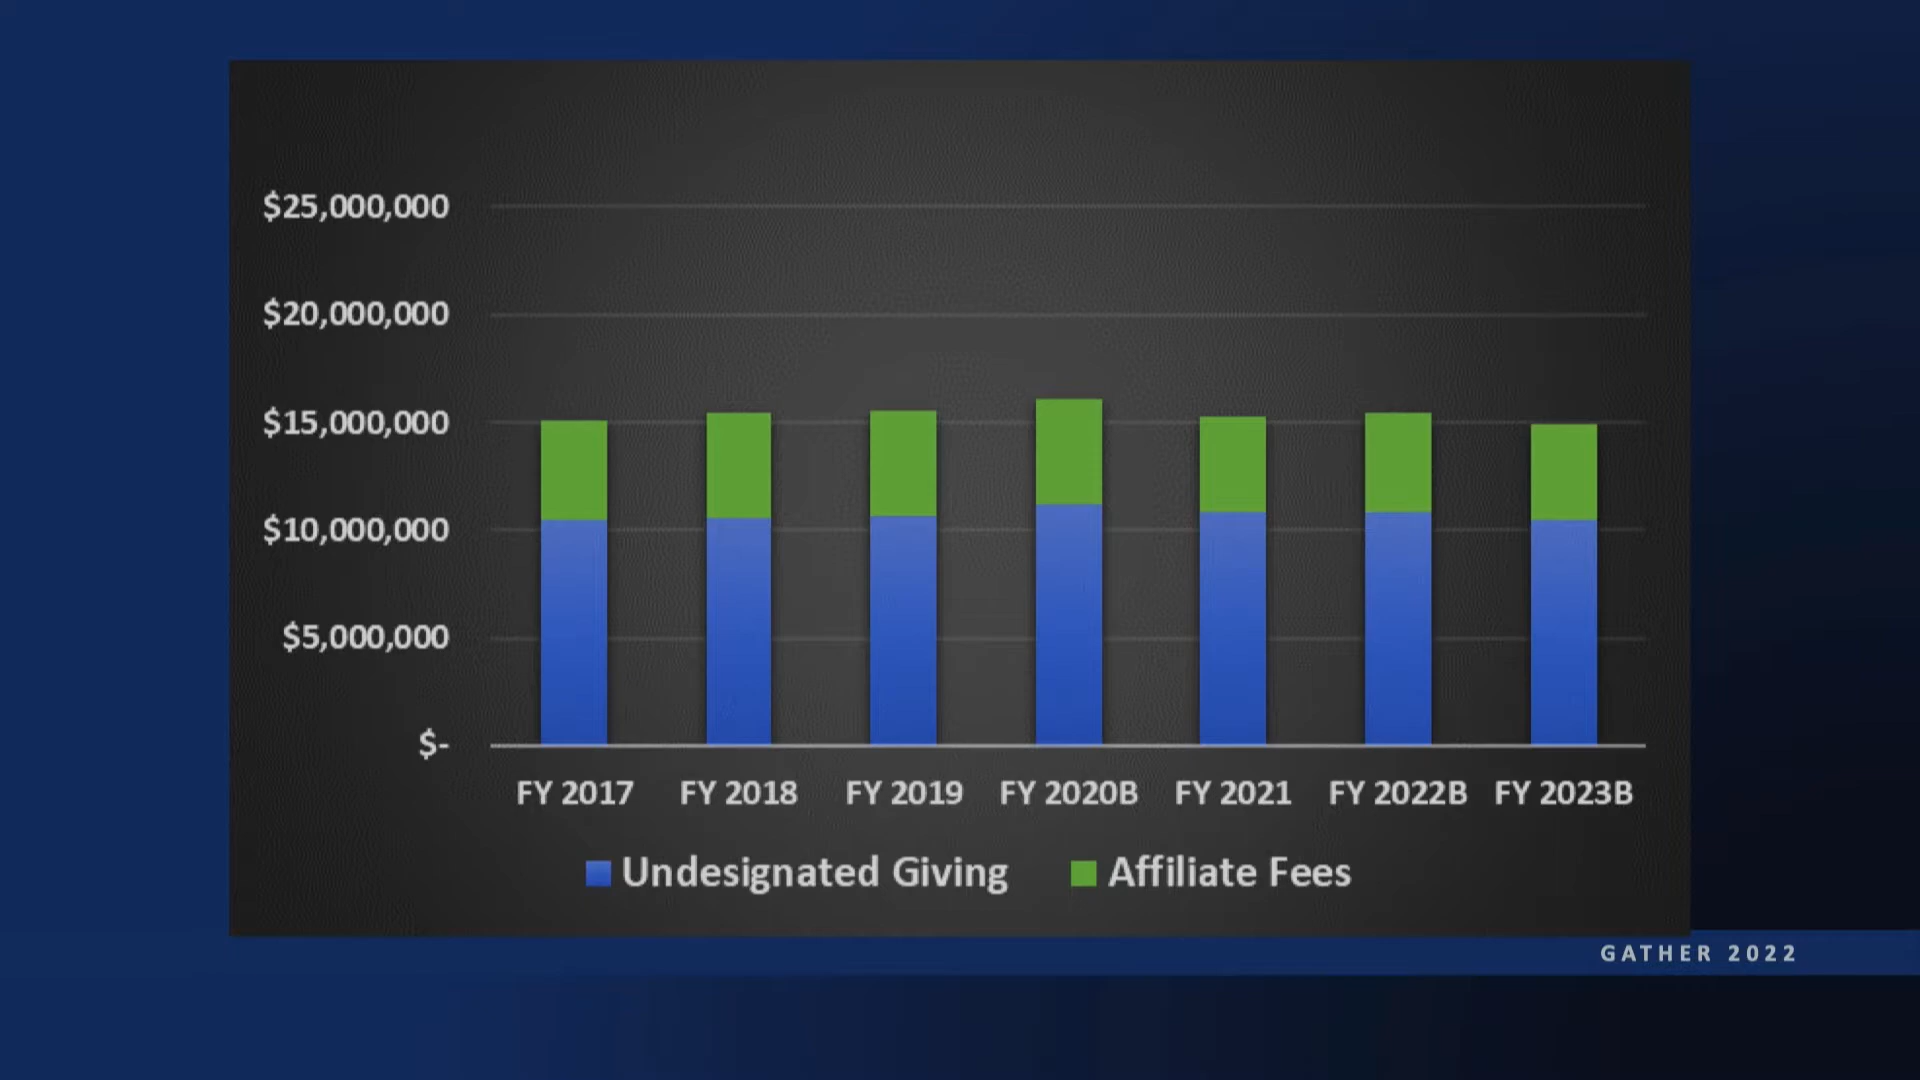 $25,000,000
$20,000,000
$15,000,000
$10,000,000
$5,000,000
$-
FY 2017 FY 2018 FY 2019 FY 2020B FY 2021 FY 2022B FY 2023B
Undesignated Giving Affiliate Fees
GATHER 2022